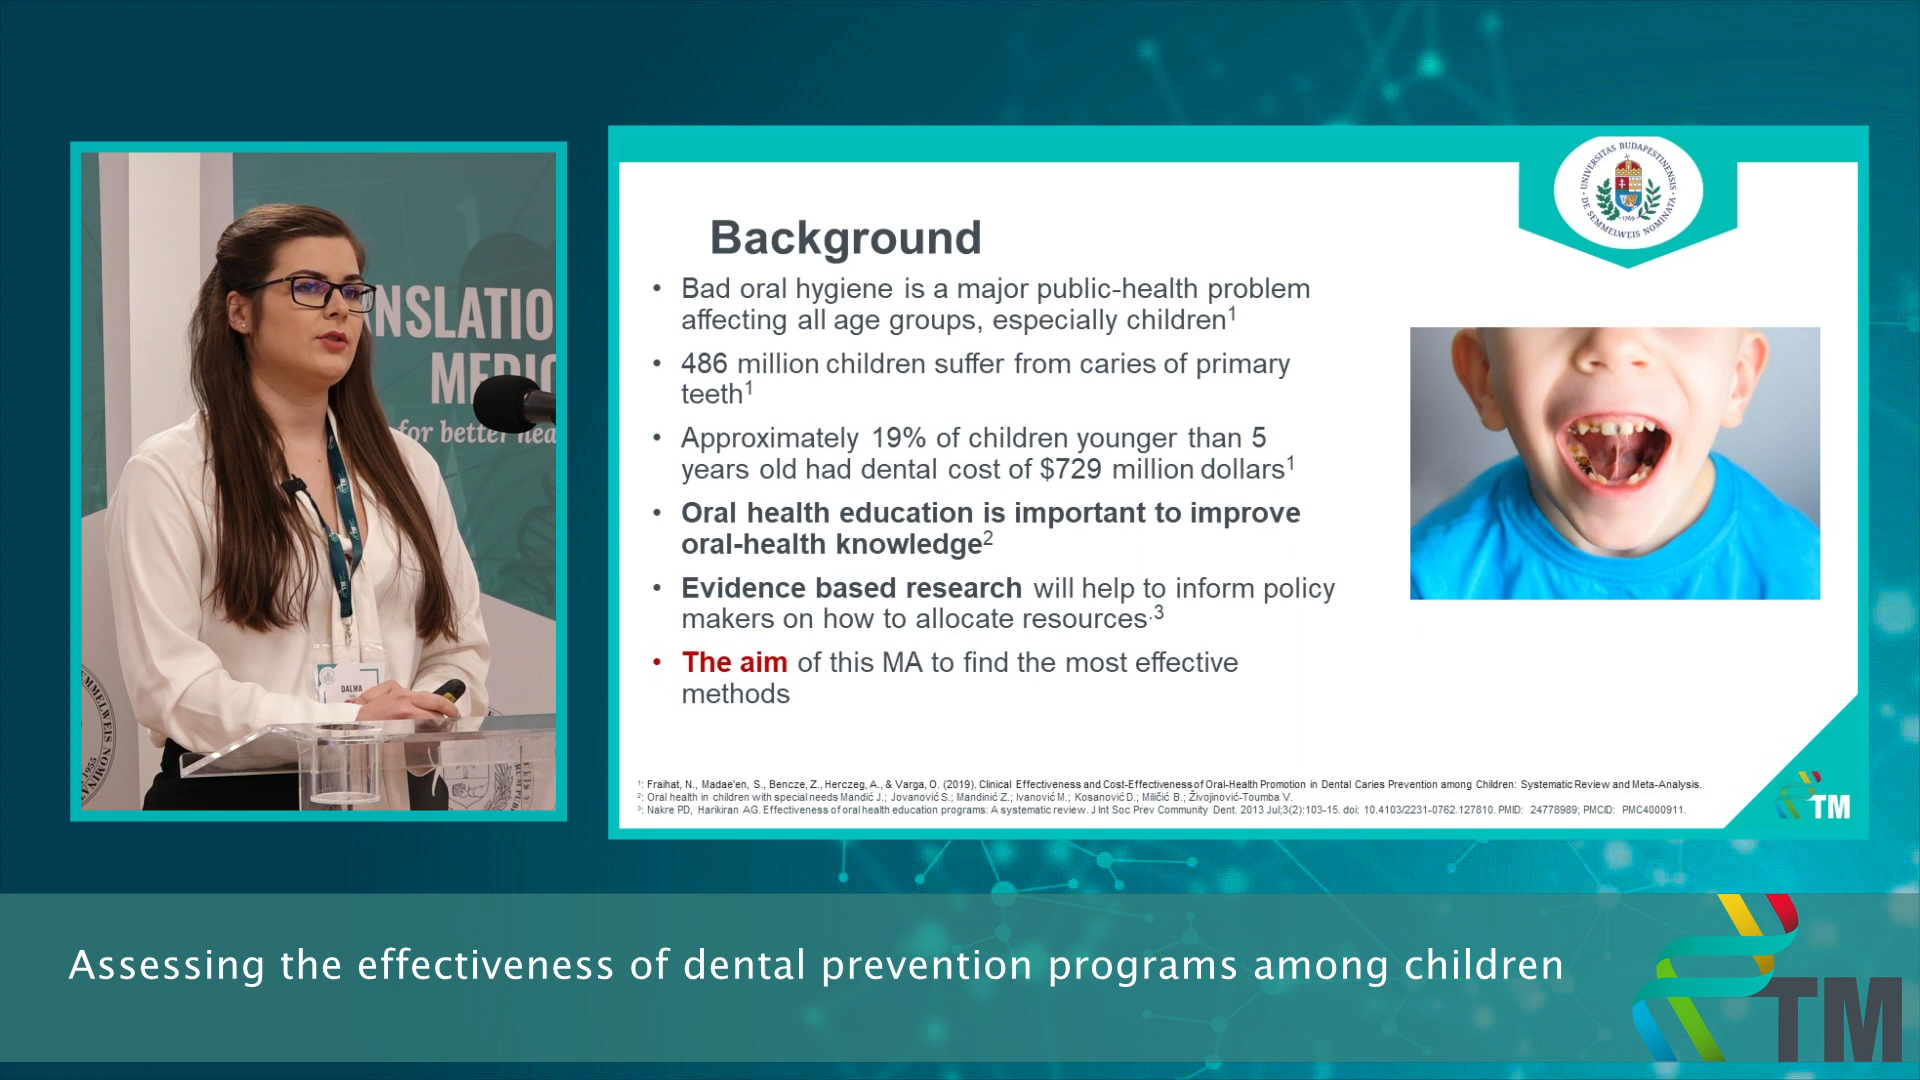 NSLATIO
MEDIC
for better hea
DALMA
MMELWEIS NOMINA
1955
UNIVERSITAS BUDAPESTINENSIS
DE SEMMELWEIS NOMINATA
1769
Background
• Bad oral hygiene is a major public-health problem
affecting all age groups, especially children1
• 486 million children suffer from caries of primary
teeth1
• Approximately 19% of children younger than 5
years old had dental cost of $729 million dollars1
• Oral health education is important to improve
oral-health knowledge2
• Evidence based research will help to inform policy
makers on how to allocate resources.3
• The aim of this MA to find the most effective
methods
1: Fraihat, N., Madae'en, S., Bencze, Z., Herczeg, A., & Varga, O. (2019). Clinical Effectiveness and Cost-Effectiveness of Oral-Health Promotion in Dental Caries Prevention among Children: Systematic Review and Meta-Analysis.
2: Oral health in children with special needs Mandić J.; Jovanović S.; Mandinić Z.; Ivanović M.; Kosanović D.; Miličić B.; Živojinović-Toumba V.
3: Nakre PD, Harikiran AG. Effectiveness of oral health education programs: A systematic review. J Int Soc Prev Community Dent. 2013 Jul;3(2):103-15. doi: 10.4103/2231-0762.127810. PMID: 24778989; PMCID: PMC4000911.
TM
Assessing the effectiveness of dental prevention programs among children
TM